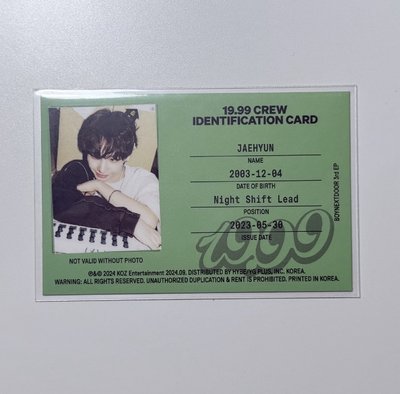 19.99 CREW
IDENTIFICATION CARD
JAEHYUN
NAME
2003-12-04
DATE OF BIRTH
Night Shift Lead
POSITION
2023-05-30
ISSUE DATE
1999
BOYNEXTDOOR 3rd EP
NOT VALID WITHOUT PHOTO
℗&© 2024 KOZ Entertainment 2024.09. DISTRIBUTED BY HYBE/YG PLUS, INC. KOREA.
WARNING: ALL RIGHTS RESERVED. UNAUTHORIZED DUPLICATION & RENT IS PROHIBITED. PRINTED IN KOREA.